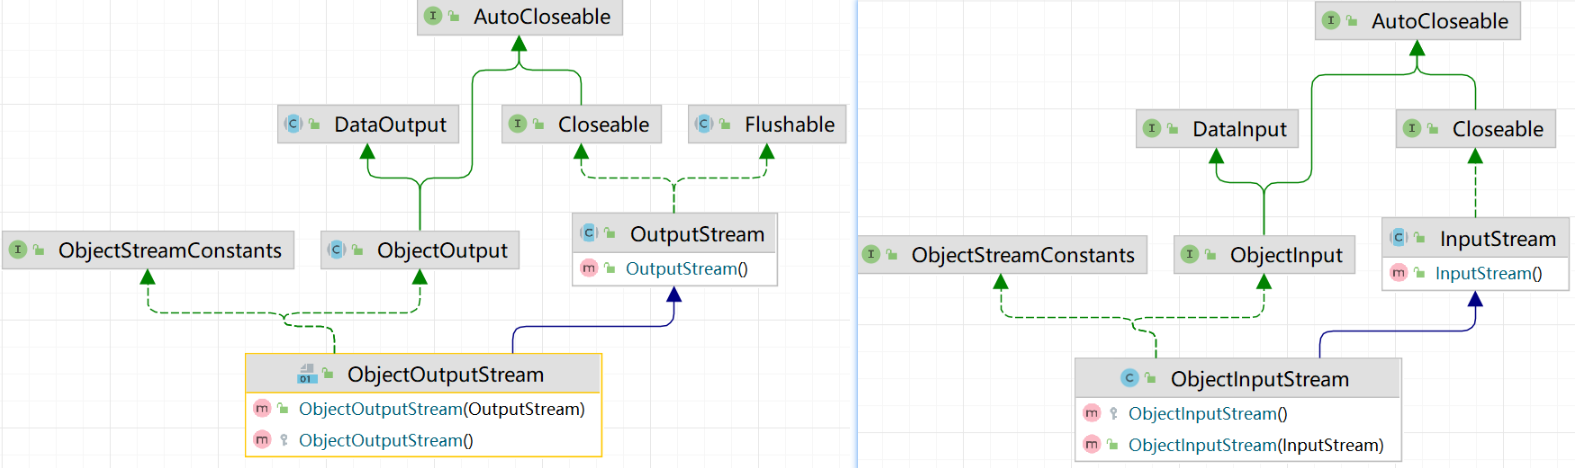 AutoCloseable
DataOutput
Closeable
Flushable
ObjectStreamConstants
ObjectOutput
OutputStream
OutputStream()
ObjectOutputStream
ObjectOutputStream(OutputStream)
ObjectOutputStream()
AutoCloseable
DataInput
Closeable
ObjectStreamConstants
ObjectInput
InputStream
InputStream()
ObjectInputStream
ObjectInputStream()
ObjectInputStream(InputStream)